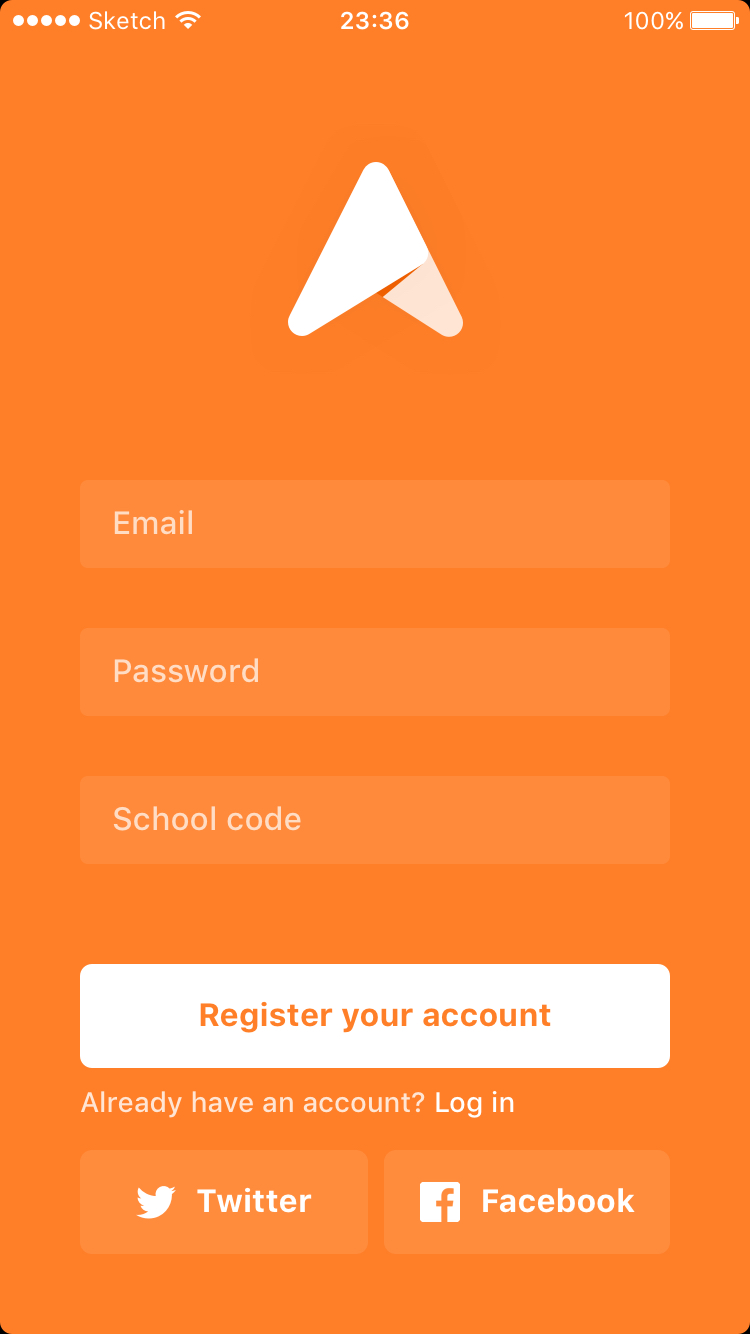 Sketch 23:36 100%
Email
Password
School code
Register your account
Already have an account? Log in
Twitter Facebook